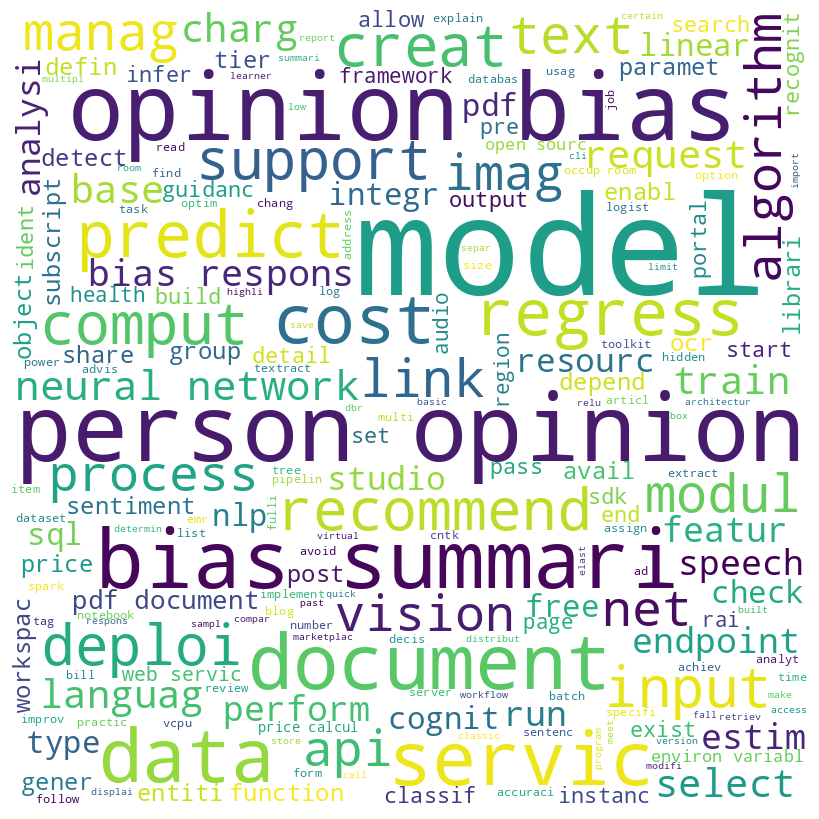 manag
charg
allow
explain
certain
report
summari
creat
text
tier
search
linear
defin
infer
multipl
learner
framework
databas
usag
paramet
recognit
analysi
opinion bias
low
pdf
job
algorithm
pre
open sourc
cli
detect
read
room
find
support
imag
occup room
request
base
guidanc
integr
output
enabl
option
import
task
optim
chang
logist
ident
subscript
predict
address
model
separ
portal
size
limit
object
bias respons
librari
health
build
highli
log
audio
comput
save
cost
regress
toolkit
hidden
ocr
start
share
group
detail
region
resourc
power
advis
textract
link
depend
train
neural network
dbr
basic
relu
articl
architectur
multi
set
box
person opinion
process
tree
pipelin
pass
avail
extract
item
studio
recommend
sdk
modul
sentiment
nlp
fulli
end
dataset
determin
list
virtual
cntk
assign
featur
sql
avoid
elast
price
bias summari
post
ad
speech
spark
pdf document
implement
quick
built
check
workspac
notebook
blog
vision
free
net
tag
respons
sampl
compar
past
number
page
rai
marketplac
decis
emr
deploi
document
distribut
endpoint
web servic
analyt
bill
review
server
workflow
batch
achiev
time
languag
input
make
improv
practic
vcpu
perform
cognit
run
specifi
fall
retriev
access
price calcul
sentenc
type
store
data
api
servic
classic
program
meet
exist
version
estim
environ variabl
form
call
modifi
gener
entiti
function
classif
accuraci
instanc
select
follow
displai